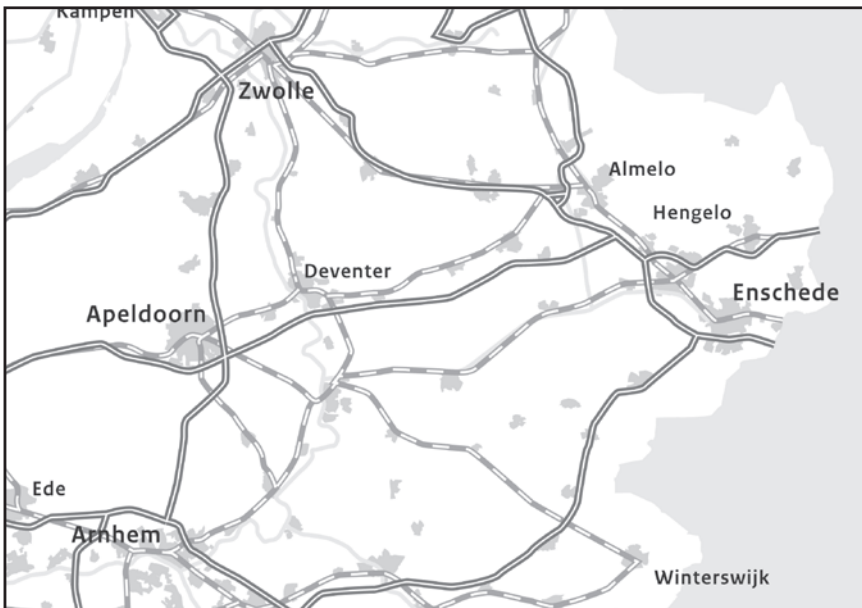 Kampen
Zwolle
Almelo
Hengelo
Deventer
Enschede
Apeldoorn
Ede
Arnhem
Winterswijk